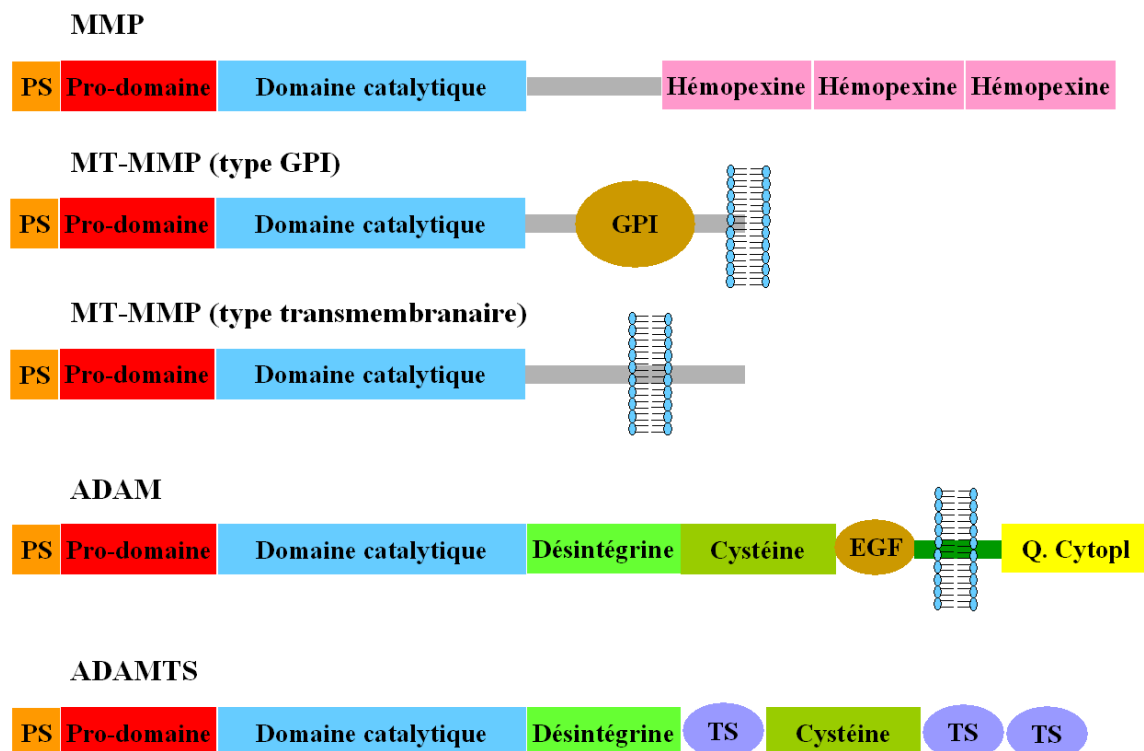 MMP
PS Pro-domaine Domaine catalytique Hémopexine Hémopexine Hémopexine
MT-MMP (type GPI)
PS Pro-domaine Domaine catalytique GPI
MT-MMP (type transmembranaire)
PS Pro-domaine Domaine catalytique
ADAM
PS Pro-domaine Domaine catalytique Désintégrine Cystéine EGF Q. Cytopl
ADAMTS
PS Pro-domaine Domaine catalytique Désintégrine TS Cystéine TS TS